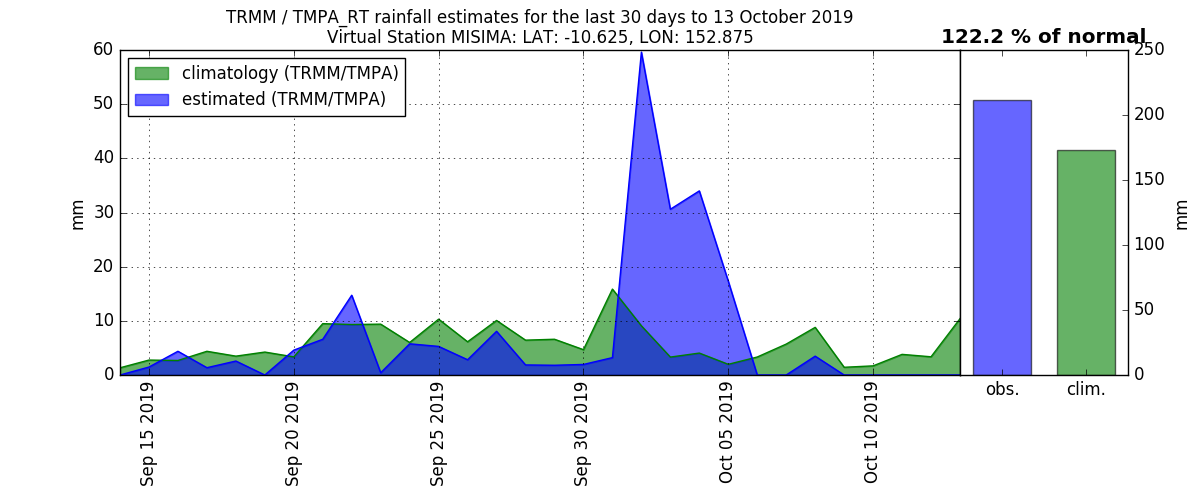 TRMM / TMPA_RT rainfall estimates for the last 30 days to 13 October 2019
Virtual Station MISIMA: LAT: -10.625, LON: 152.875
122.2 % of normal
climatology (TRMM/TMPA)
estimated (TRMM/TMPA)
60
50
40
30
20
10
0
mm
Sep 15 2019
Sep 20 2019
Sep 25 2019
Sep 30 2019
Oct 05 2019
Oct 10 2019
250
200
150
100
50
0
mm
obs.
clim.